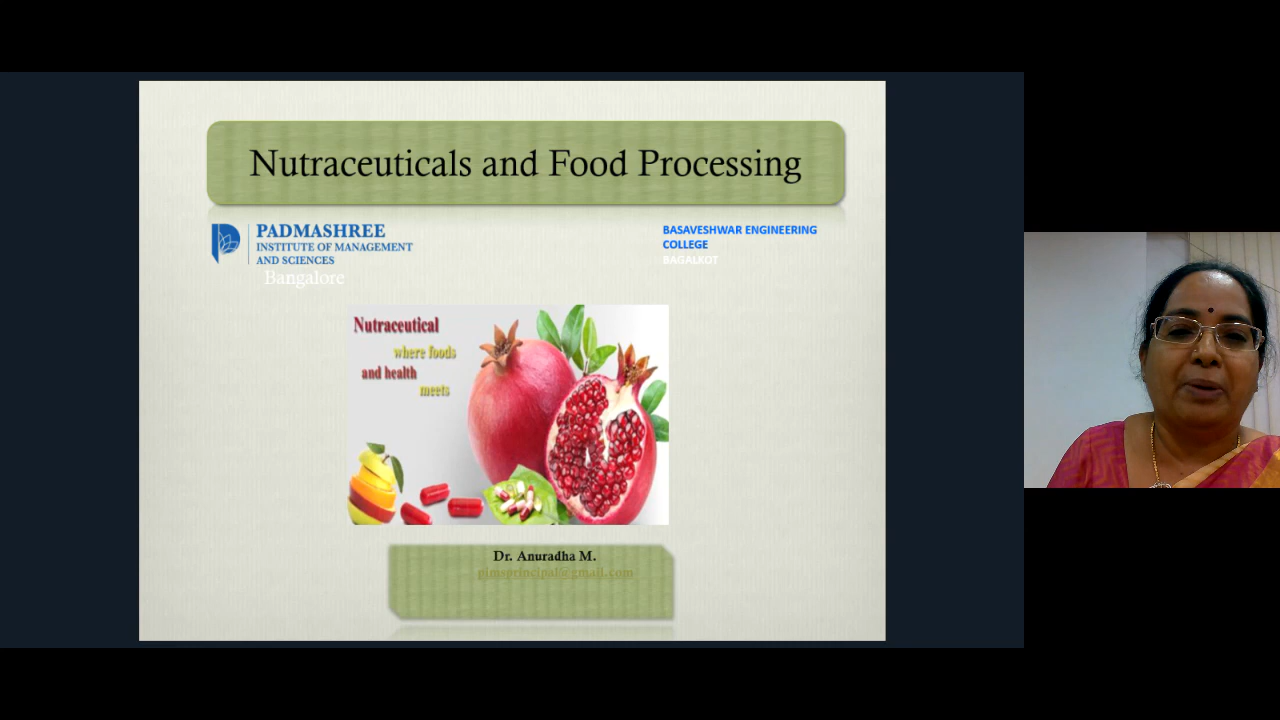 Nutraceuticals and Food Processing
PADMASHREE
INSTITUTE OF MANAGEMENT
AND SCIENCES
Bangalore
BASAVESHWAR ENGINEERING
COLLEGE
BAGALKOT
Nutraceutical
where foods
and health
meets
Dr. Anuradha M.
pimsprincipal@gmail.com